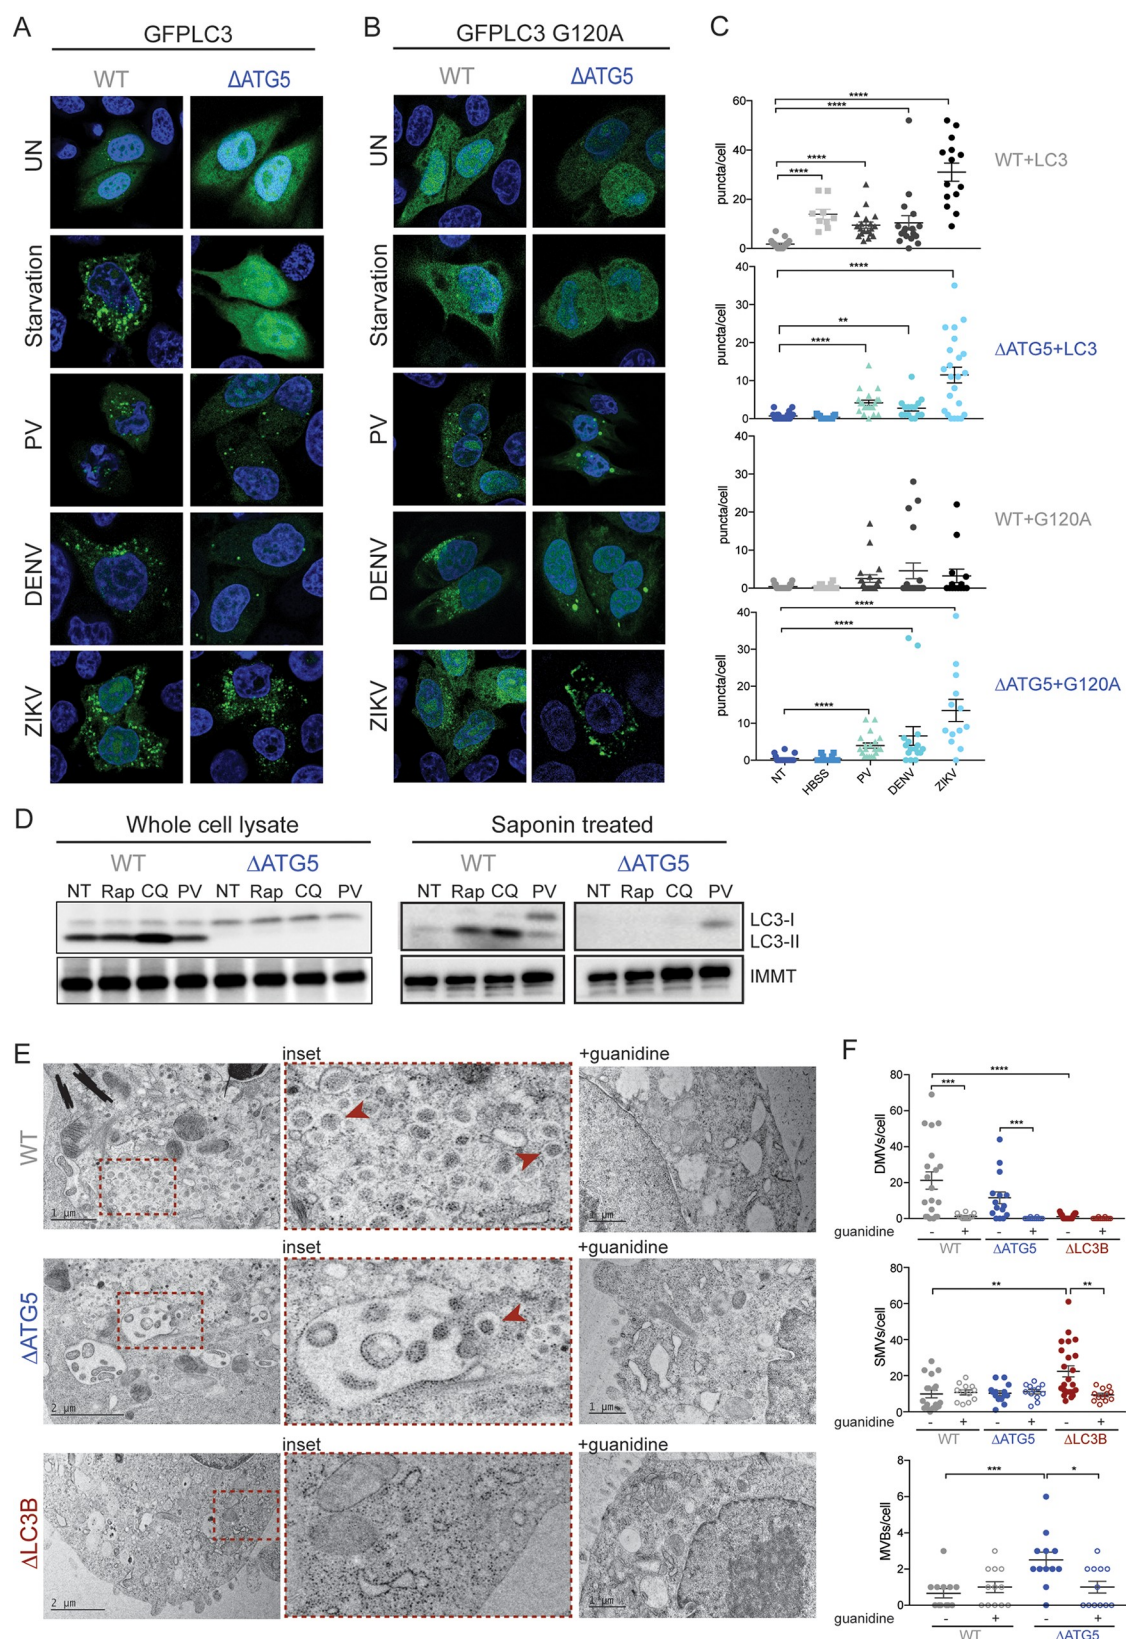 A
GFPLC3
WT
ΔATG5
UN
Starvation
PV
DENV
ZIKV
B
GFPLC3 G120A
WT
ΔATG5
UN
Starvation
PV
DENV
ZIKV
C
60
40
20
0
puncta/cell
****
****
****
****
WT+LC3
40
30
20
10
0
puncta/cell
****
**
****
ΔATG5+LC3
40
30
20
10
0
puncta/cell
WT+G120A
40
30
20
10
0
puncta/cell
****
****
****
ΔATG5+G120A
NT
HBSS
PV
DENV
ZIKV
D
Whole cell lysate
Saponin treated
WT
ΔATG5
WT
ΔATG5
NT Rap CQ PV NT Rap CQ PV
NT Rap CQ PV
NT Rap CQ PV
LC3-I
LC3-II
IMMT
E
inset
+guanidine
WT
1 μm
1 μm
inset
+guanidine
ΔATG5
2 μm
1 μm
inset
+guanidine
ΔLC3B
2 μm
1 μm
F
80
60
40
20
0
DMVs/cell
****
***
***
guanidine - + - + - +
WT ΔATG5 ΔLC3B
80
60
40
20
0
SMVs/cell
**
**
guanidine - + - + - +
WT ΔATG5 ΔLC3B
8
6
4
2
0
MVBs/cell
***
*
guanidine - + - +
WT ΔATG5